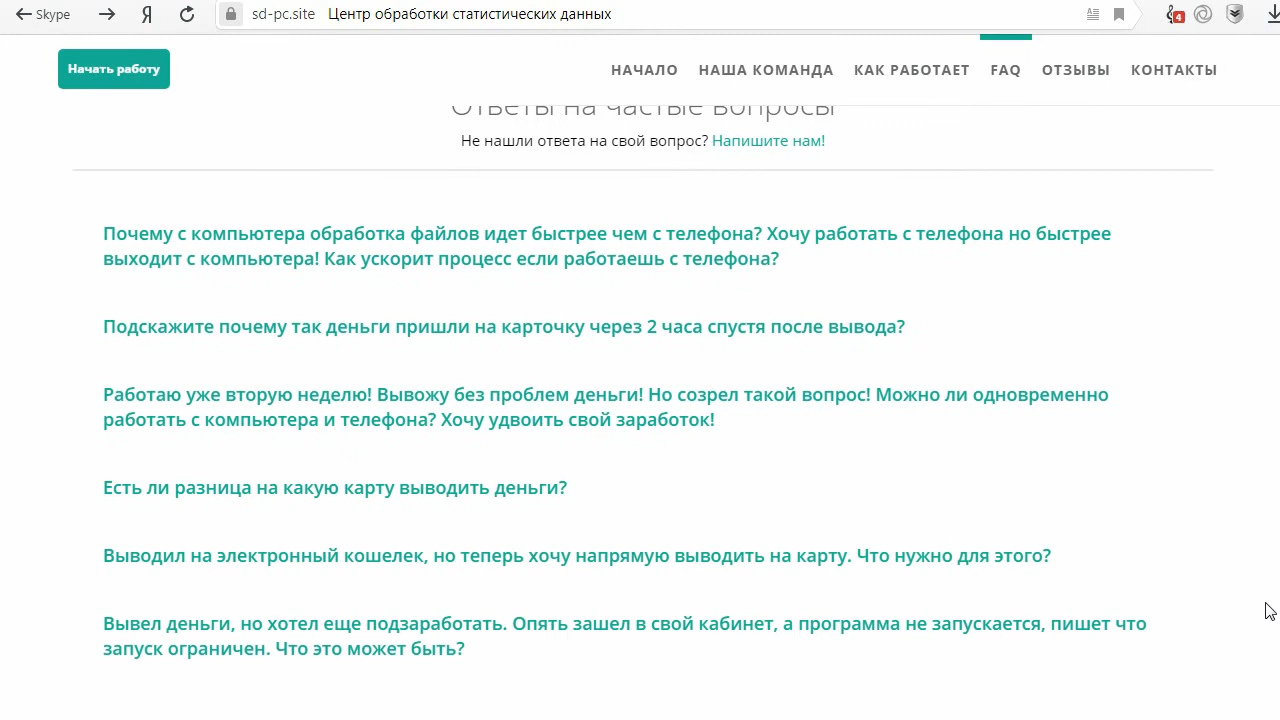 Skype
Я
sd-pc.site Центр обработки статистических данных
4
Начать работу
НАЧАЛО НАША КОМАНДА КАК РАБОТАЕТ FAQ ОТЗЫВЫ КОНТАКТЫ
Ответы на частые вопросы
Не нашли ответа на свой вопрос? Напишите нам!
Почему с компьютера обработка файлов идет быстрее чем с телефона? Хочу работать с телефона но быстрее
выходит с компьютера! Как ускорит процесс если работаешь с телефона?
Подскажите почему так деньги пришли на карточку через 2 часа спустя после вывода?
Работаю уже вторую неделю! Вывожу без проблем деньги! Но созрел такой вопрос! Можно ли одновременно
работать с компьютера и телефона? Хочу удвоить свой заработок!
Есть ли разница на какую карту выводить деньги?
Выводил на электронный кошелек, но теперь хочу напрямую выводить на карту. Что нужно для этого?
Вывел деньги, но хотел еще подзаработать. Опять зашел в свой кабинет, а программа не запускается, пишет что
запуск ограничен. Что это может быть?